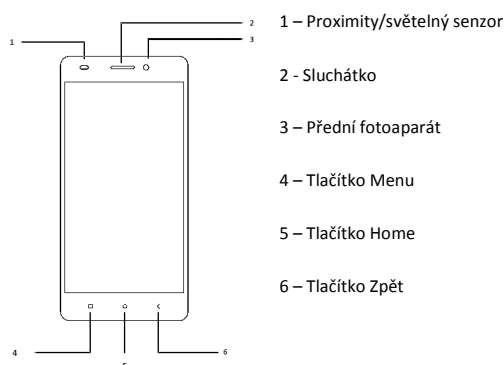 1 – Proximity/světelný senzor
2 - Sluchátko
3 – Přední fotoaparát
4 – Tlačítko Menu
5 – Tlačítko Home
6 – Tlačítko Zpět
1
2
3
4
5
6